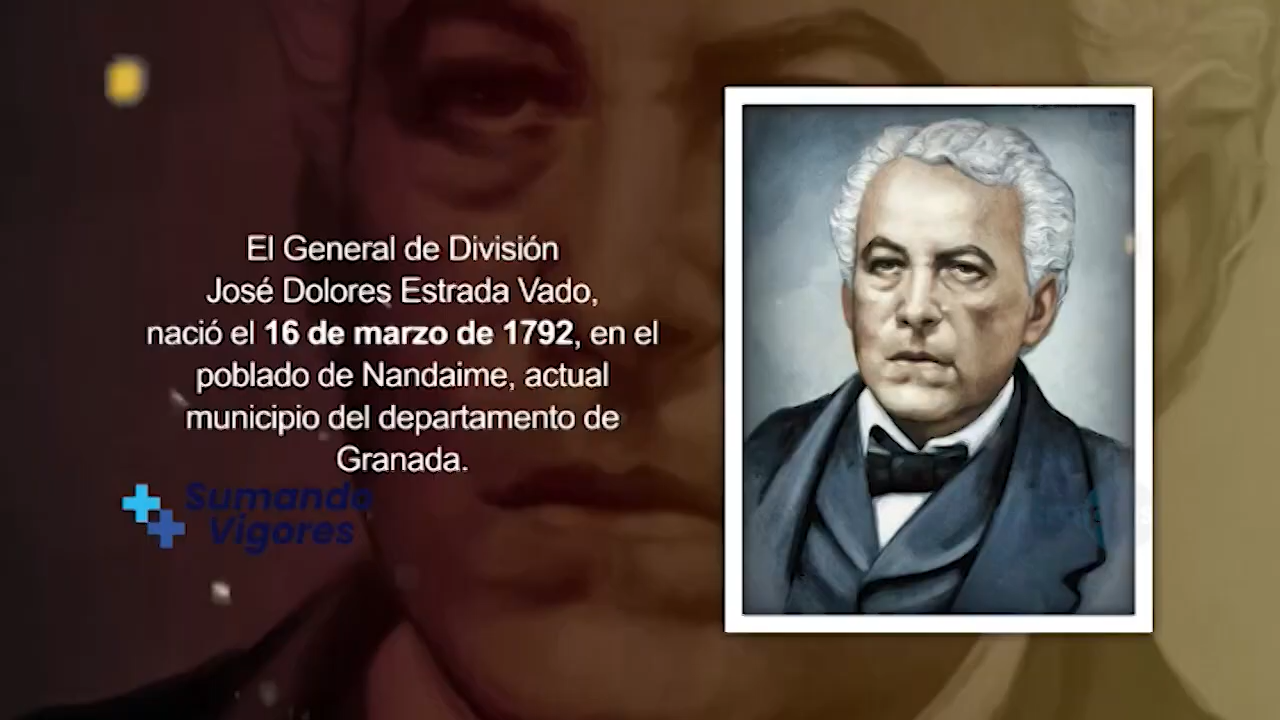 El General de División
José Dolores Estrada Vado,
nació el 16 de marzo de 1792, en el
poblado de Nandaime, actual
municipio del departamento de
Granada.
Sumando
Vigores